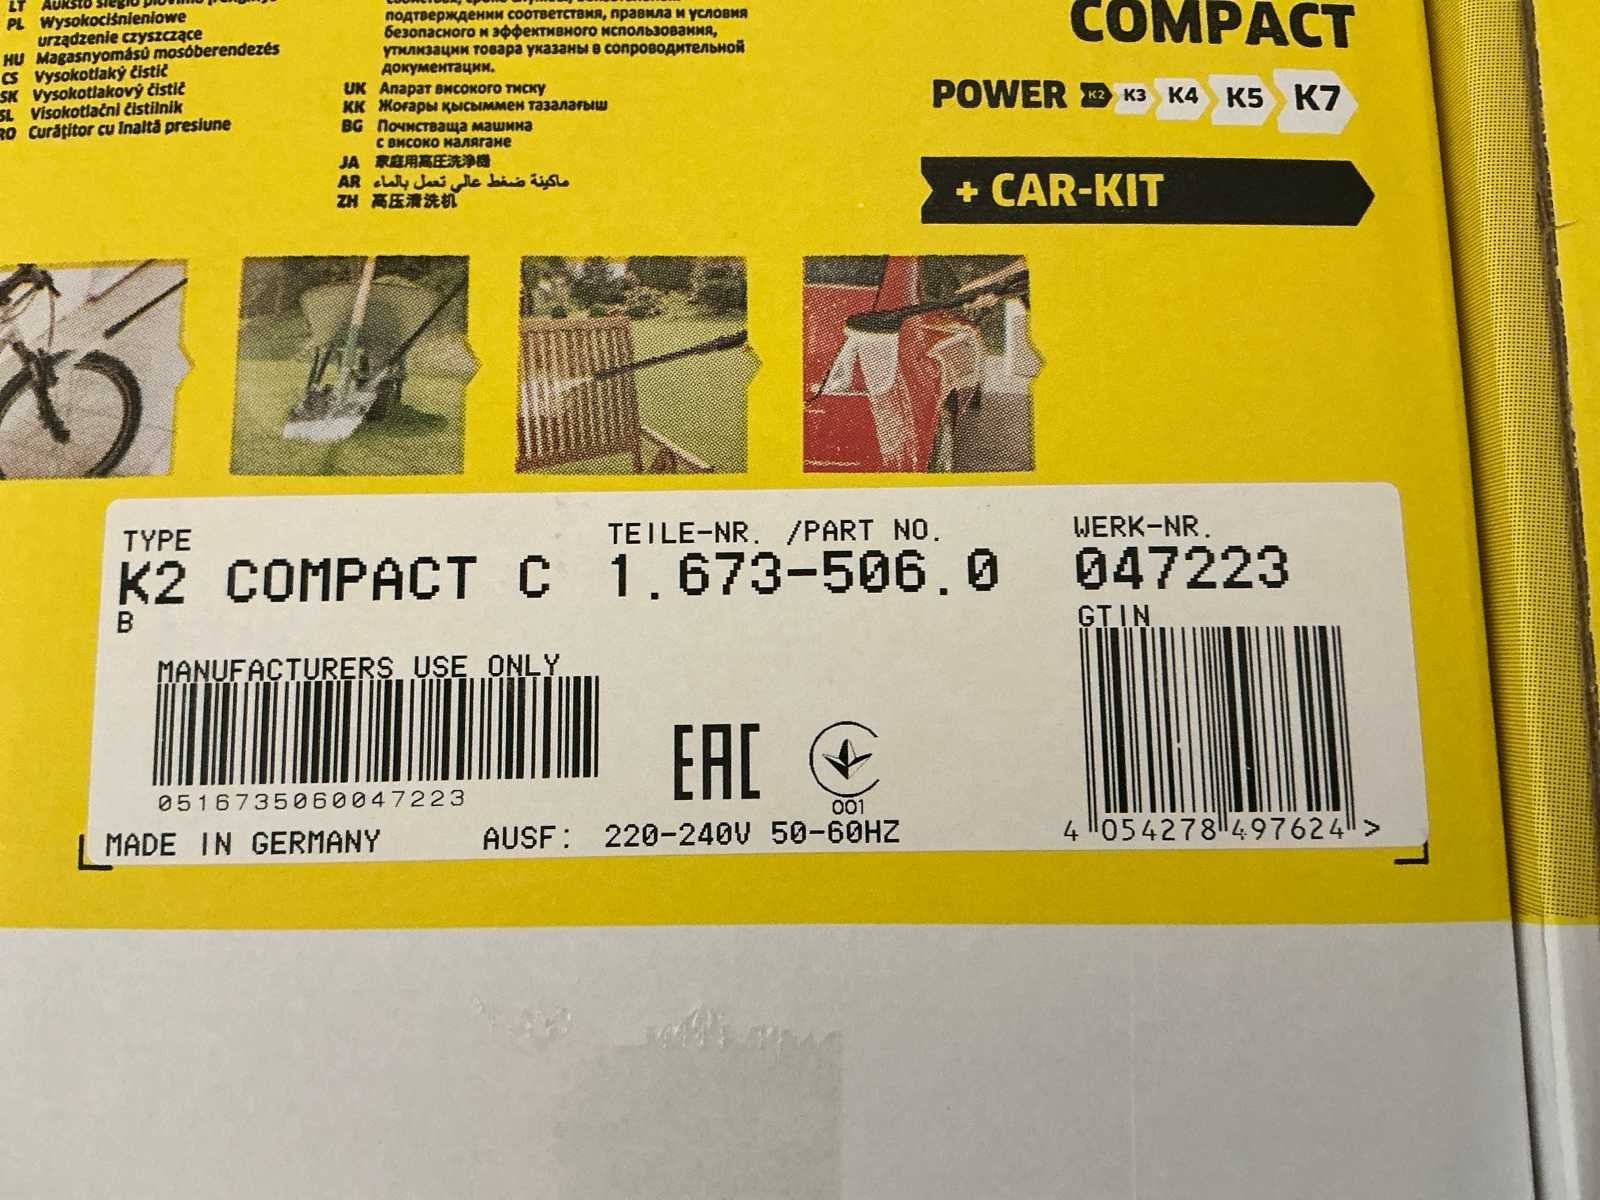 LT Aukšto slėgio plovimo įrenginys
PL Wysokociśnieniowe
urządzenie czyszczące
HU Magasnyomású mosóberendezés
CS Vysokotlaký čistič
SK Vysokotlakový čistič
SL Visokotlačni čistilnik
RO Curăţitor cu înaltă presiune
подтверждении соответствия, правила и условия
безопасного и эффективного использования,
утилизации товара указаны в сопроводительной
документации.
UK Апарат високого тиску
KK Жоғары қысыммен тазалағыш
BG Почистваща машина
с високо налягане
JA 家庭用高圧洗浄機
AR ماكينة ضغط عالي تعمل بالماء
ZH 高压清洗机
COMPACT
POWER K2 K3 K4 K5 K7
+ CAR-KIT
TYPE TEILE-NR. /PART NO. WERK-NR.
K2 COMPACT C 1.673-506.0 047223
B GTIN
MANUFACTURERS USE ONLY
EAC
001
0516735060047223
MADE IN GERMANY AUSF: 220-240V 50-60HZ
4 054278 497624 >